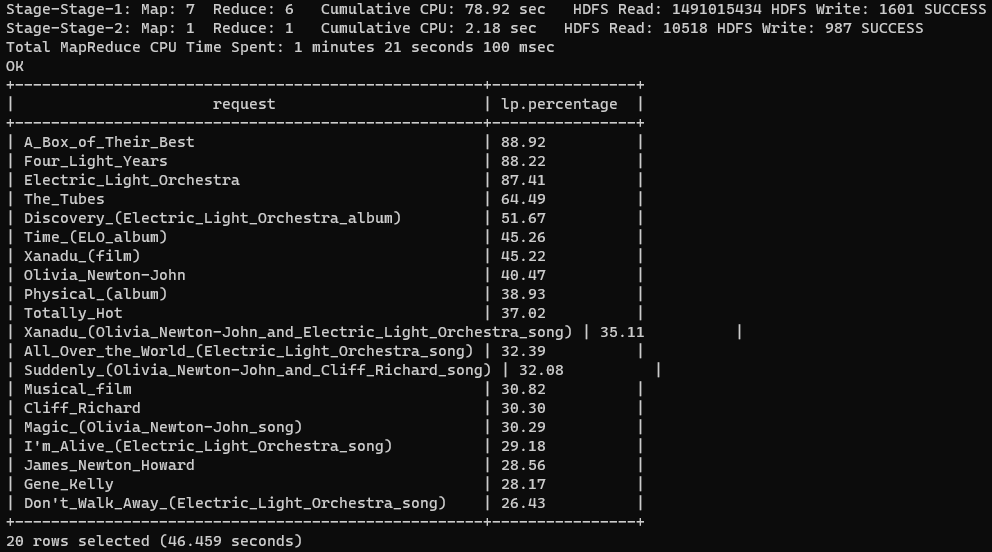 Stage-Stage-1: Map: 7  Reduce: 6   Cumulative CPU: 78.92 sec   HDFS Read: 1491015434 HDFS Write: 1601 SUCCESS
Stage-Stage-2: Map: 1  Reduce: 1   Cumulative CPU: 2.18 sec   HDFS Read: 10518 HDFS Write: 987 SUCCESS
Total MapReduce CPU Time Spent: 1 minutes 21 seconds 100 msec
OK
+----------------------------------------------------+----------------+
|                      request                       | lp.percentage  |
+----------------------------------------------------+----------------+
| A_Box_of_Their_Best                                | 88.92          |
| Four_Light_Years                                   | 88.22          |
| Electric_Light_Orchestra                           | 87.41          |
| The_Tubes                                          | 64.49          |
| Discovery_(Electric_Light_Orchestra_album)         | 51.67          |
| Time_(ELO_album)                                   | 45.26          |
| Xanadu_(film)                                      | 45.22          |
| Olivia_Newton-John                                 | 40.47          |
| Physical_(album)                                   | 38.93          |
| Totally_Hot                                        | 37.02          |
| Xanadu_(Olivia_Newton-John_and_Electric_Light_Orchestra_song) | 35.11          |
| All_Over_the_World_(Electric_Light_Orchestra_song) | 32.39          |
| Suddenly_(Olivia_Newton-John_and_Cliff_Richard_song) | 32.08          |
| Musical_film                                       | 30.82          |
| Cliff_Richard                                      | 30.30          |
| Magic_(Olivia_Newton-John_song)                    | 30.29          |
| I'm_Alive_(Electric_Light_Orchestra_song)          | 29.18          |
| James_Newton_Howard                                | 28.56          |
| Gene_Kelly                                         | 28.17          |
| Don't_Walk_Away_(Electric_Light_Orchestra_song)    | 26.43          |
+----------------------------------------------------+----------------+
20 rows selected (46.459 seconds)